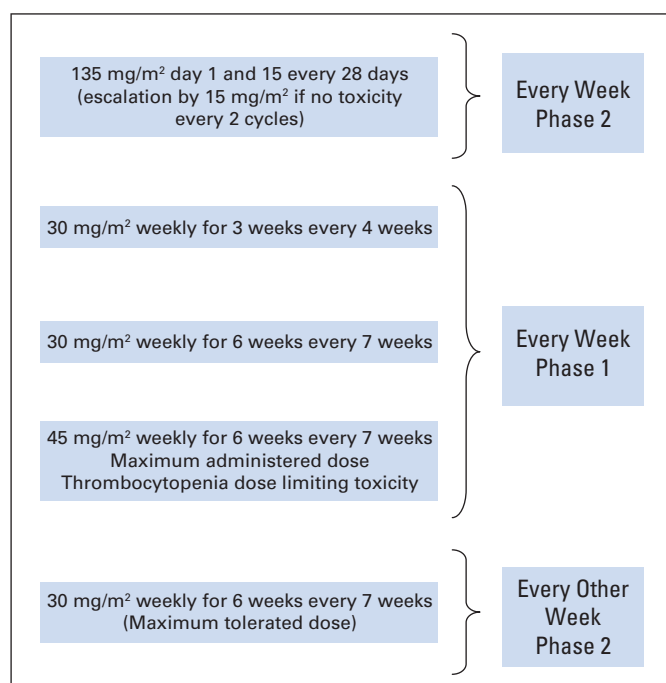 135 mg/m² day 1 and 15 every 28 days
(escalation by 15 mg/m² if no toxicity
every 2 cycles)
Every Week
Phase 2
30 mg/m² weekly for 3 weeks every 4 weeks
30 mg/m² weekly for 6 weeks every 7 weeks
45 mg/m² weekly for 6 weeks every 7 weeks
Maximum administered dose
Thrombocytopenia dose limiting toxicity
Every Week
Phase 1
30 mg/m² weekly for 6 weeks every 7 weeks
(Maximum tolerated dose)
Every Other
Week
Phase 2